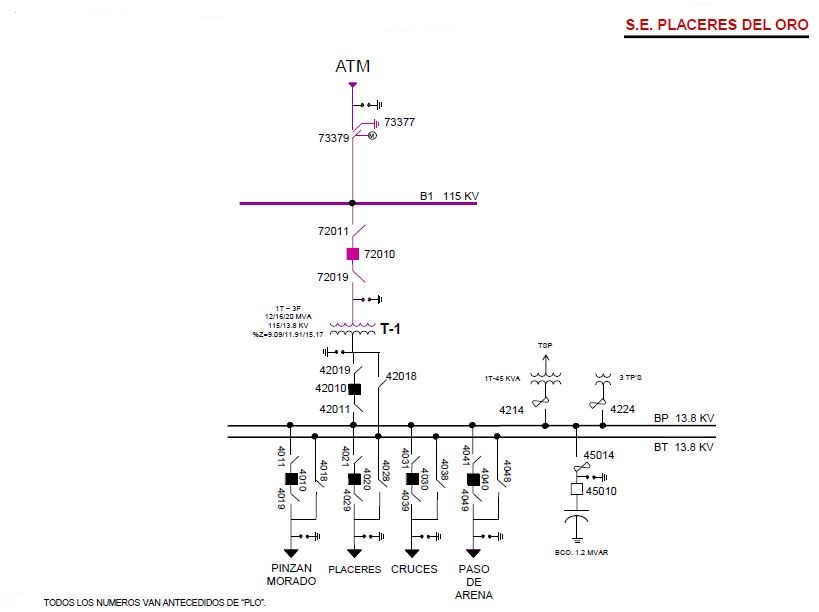 S.E. PLACERES DEL ORO
ATM
73377
73379
M
B1 115 KV
72011
72010
72019
1T – 3F
12/16/20 MVA
115/13.8 KV
%Z=9.09/11.91/15.17
T-1
TSP
42019
42018
1T-45 KVA
3 TP'S
42010
42011
4214
4224
BP 13.8 KV
BT 13.8 KV
4011
4010
4019
4018
4021
4020
4029
4028
4031
4030
4039
4038
4041
4040
4049
4048
45014
45010
BCO. 1.2 MVAR
PINZAN
MORADO
PLACERES
CRUCES
PASO
DE
ARENA
TODOS LOS NUMEROS VAN ANTECEDIDOS DE “PLO”.